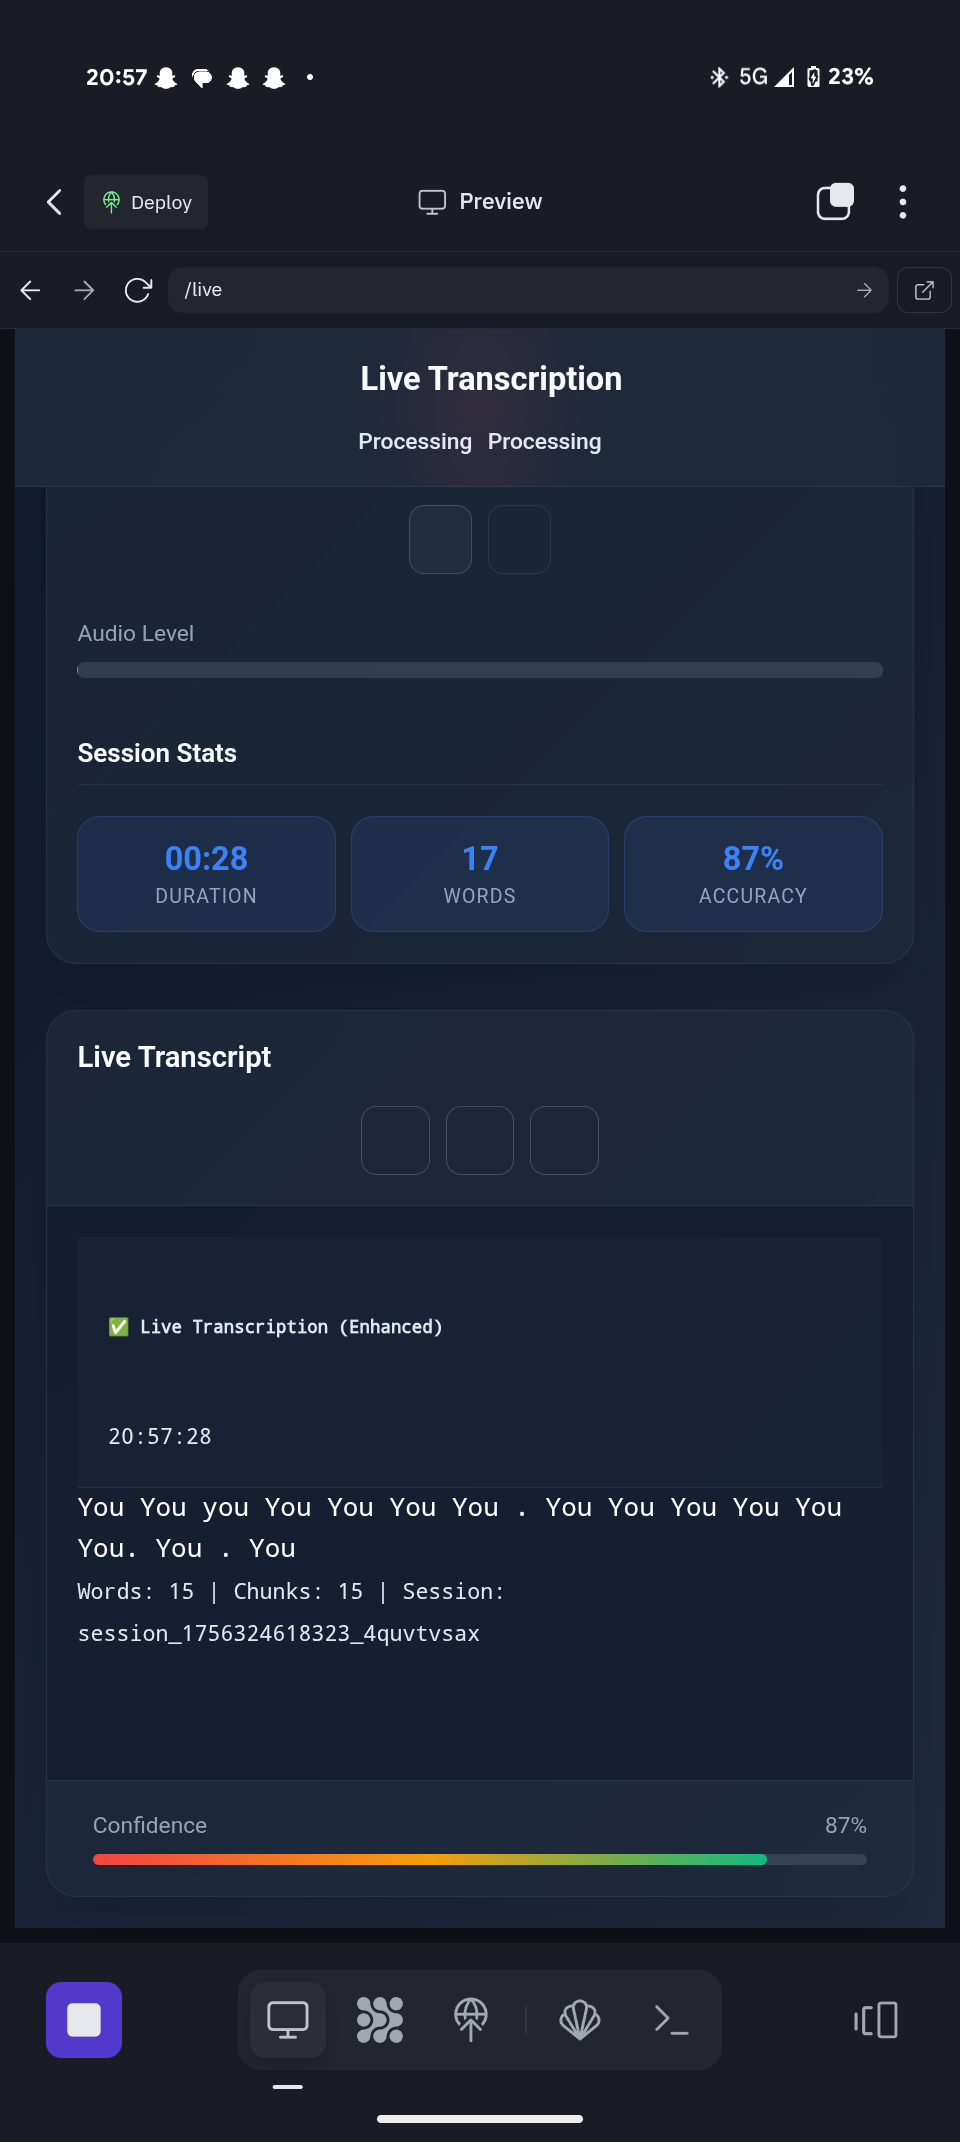 20:57
5G
23%
Deploy
Preview
/live
Live Transcription
Processing Processing
Audio Level
Session Stats
00:28
DURATION
17
WORDS
87%
ACCURACY
Live Transcript
✅ Live Transcription (Enhanced)
20:57:28
You You you You You You You . You You You You You
You. You . You
Words: 15 | Chunks: 15 | Session:
session_1756324618323_4quvtvsax
Confidence
87%